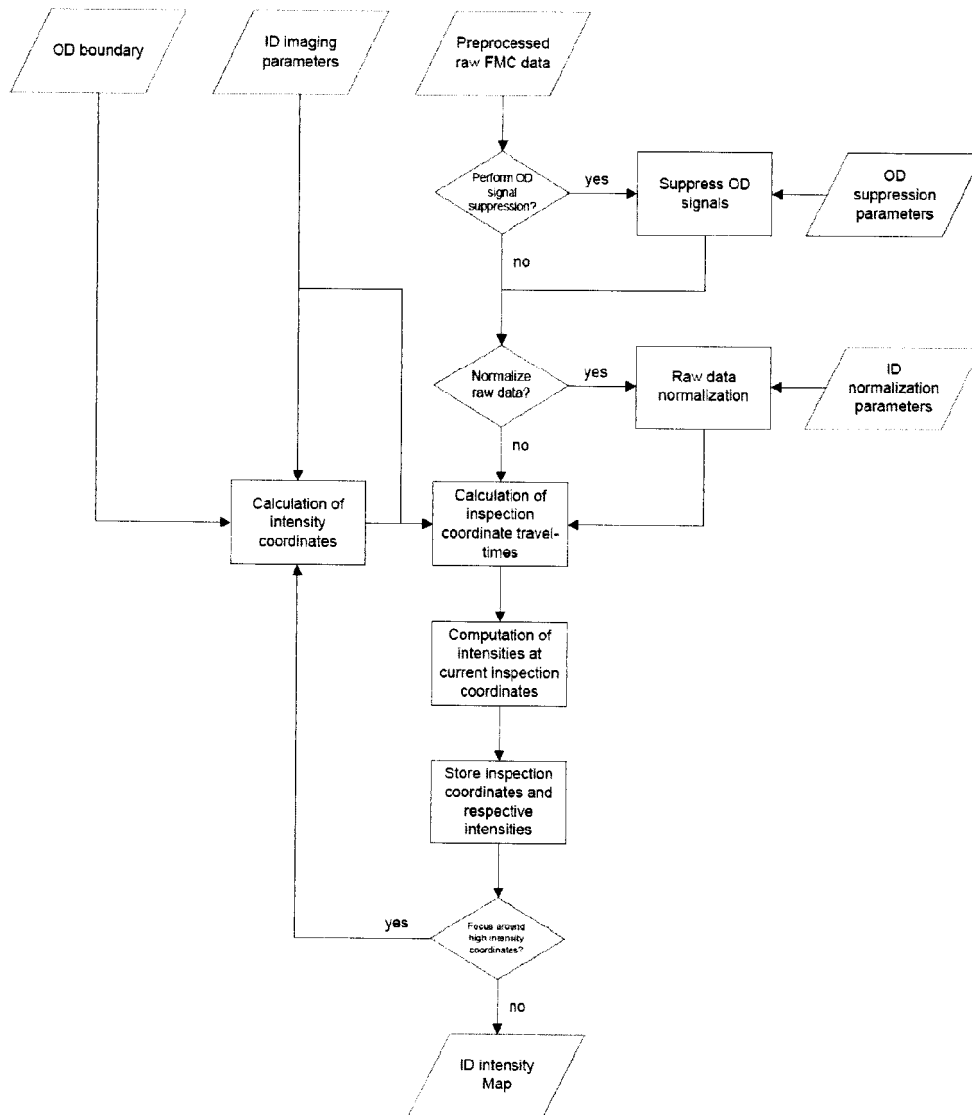 OD boundary
ID imaging
parameters
Preprocessed
raw FMC data
Perform OD
signal
suppression?
yes
Suppress OD
signals
OD
suppression
parameters
no
Normalize
raw data?
yes
Raw data
normalization
ID
normalization
parameters
no
Calculation of
intensity
coordinates
Calculation of
inspection
coordinate travel-
times
Computation of
intensities at
current inspection
coordinates
Store inspection
coordinates and
respective
intensities
yes
Focus around
high intensity
coordinates?
no
ID intensity
Map